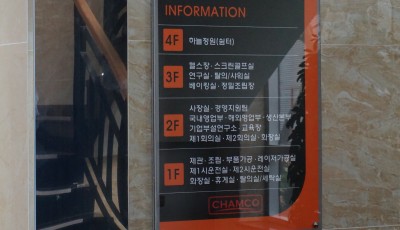 INFORMATION
4F 하늘정원(쉼터)
3F 헬스장 · 스크린골프실
연구실 · 탈의/샤워실
베이킹실 · 정밀조립장
2F 사장실 · 경영지원팀
국내영업부 · 해외영업부 · 생산본부
기업부설연구소 · 교육장
제1회의실 · 제2회의실 · 화장실
1F 제관 · 조립 · 부품가공 · 레이저가공실
제1시운전실 · 제2시운전실
화장실 · 휴게실 · 탈의실/세탁실
CHAMCO